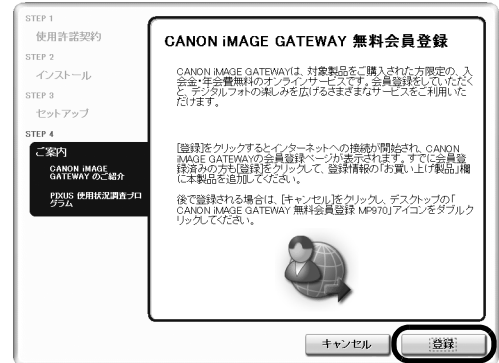 STEP 1
使用許諾契約
STEP 2
インストール
STEP 3
セットアップ
STEP 4
ご案内
CANON iMAGE
GATEWAY のご紹介
PIXUS 使用状況調査プロ
グラム
CANON iMAGE GATEWAY 無料会員登録
CANON iMAGE GATEWAYは、対象製品をご購入された方限定の、入
会金・年会費無料のオンラインサービスです。会員登録をしていただく
と、デジタルフォトの楽しみを広げるさまざまなサービスをご利用いた
だけます。
[登録]をクリックするとインターネットへの接続が開始され、CANON
iMAGE GATEWAYの会員登録ページが表示されます。すでに会員登
録済みの方も[登録]をクリックして、登録情報の「お買い上げ製品」欄
に本製品を追加してください。
後で登録される場合は、[キャンセル]をクリックし、デスクトップの「
CANON iMAGE GATEWAY 無料会員登録 MP970」アイコンをダブルク
リックしてください。
キャンセル
登録